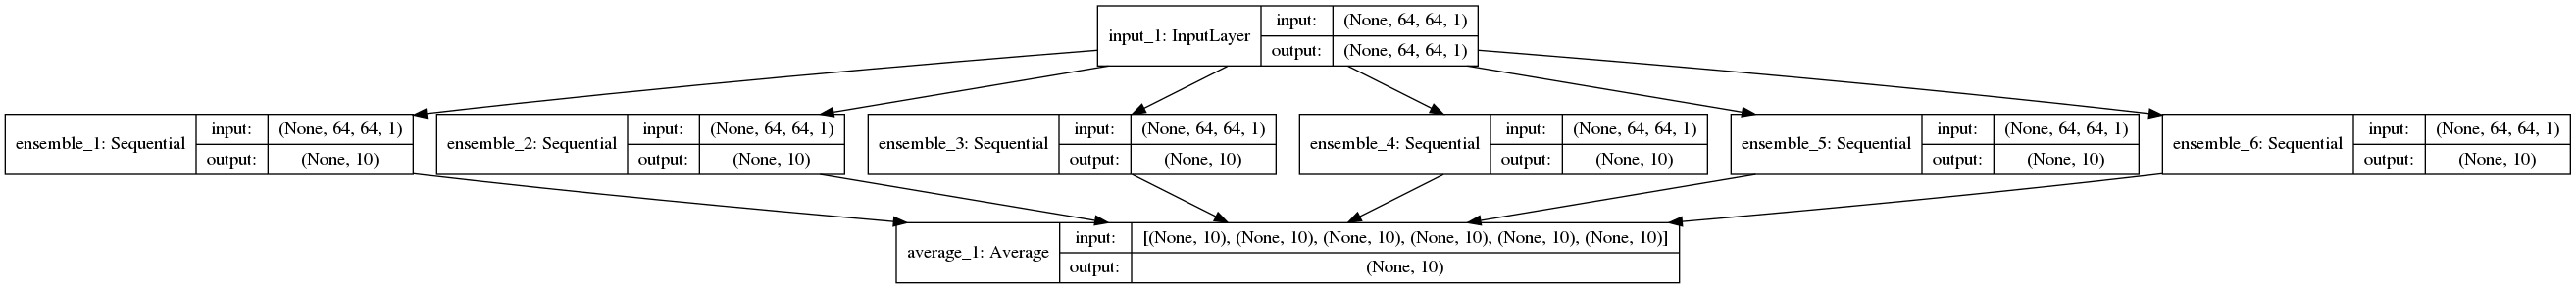 input_1: InputLayer
input:
(None, 64, 64, 1)
output:
(None, 64, 64, 1)
ensemble_1: Sequential
input:
(None, 64, 64, 1)
output:
(None, 10)
ensemble_2: Sequential
input:
(None, 64, 64, 1)
output:
(None, 10)
ensemble_3: Sequential
input:
(None, 64, 64, 1)
output:
(None, 10)
ensemble_4: Sequential
input:
(None, 64, 64, 1)
output:
(None, 10)
ensemble_5: Sequential
input:
(None, 64, 64, 1)
output:
(None, 10)
ensemble_6: Sequential
input:
(None, 64, 64, 1)
output:
(None, 10)
average_1: Average
input:
[(None, 10), (None, 10), (None, 10), (None, 10), (None, 10), (None, 10)]
output:
(None, 10)